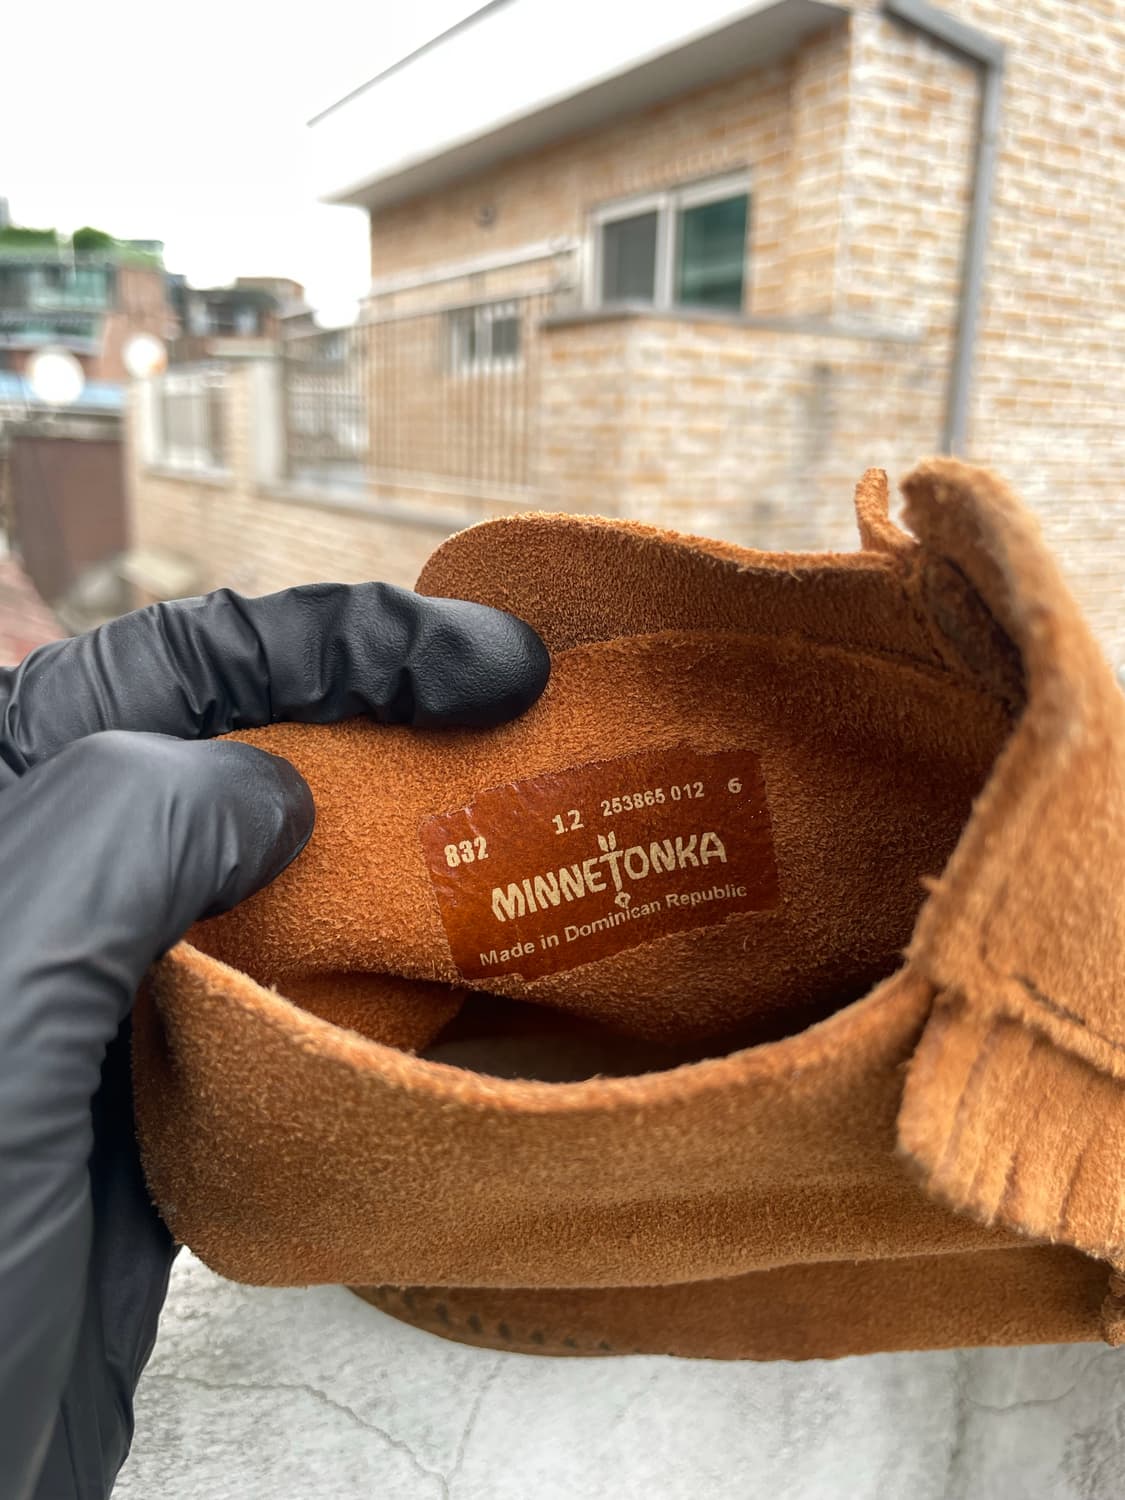 832 12 253865 012 6
MINNETONKA
Made in Dominican Republic